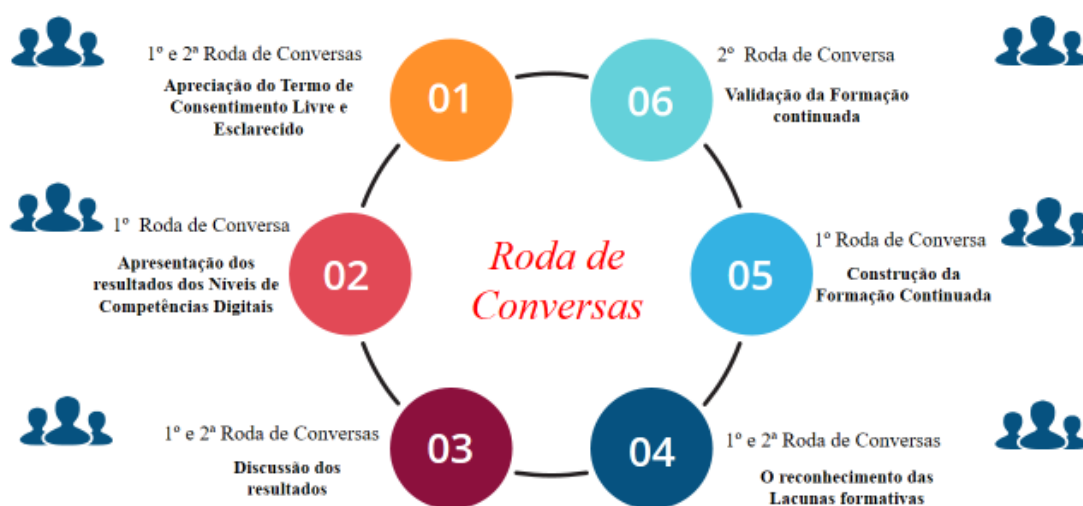 1º e 2ª Roda de Conversas
Apreciação do Termo de
Consentimento Livre e
Esclarecido
01
1º Roda de Conversa
Apresentação dos
resultados dos Níveis de
Competências Digitais
02
1º e 2ª Roda de Conversas
Discussão dos
resultados
03
Roda de
Conversas
04
1º e 2ª Roda de Conversas
O reconhecimento das
Lacunas formativas
05
1º Roda de Conversa
Construção da
Formação Continuada
06
2º Roda de Conversa
Validação da Formação
continuada